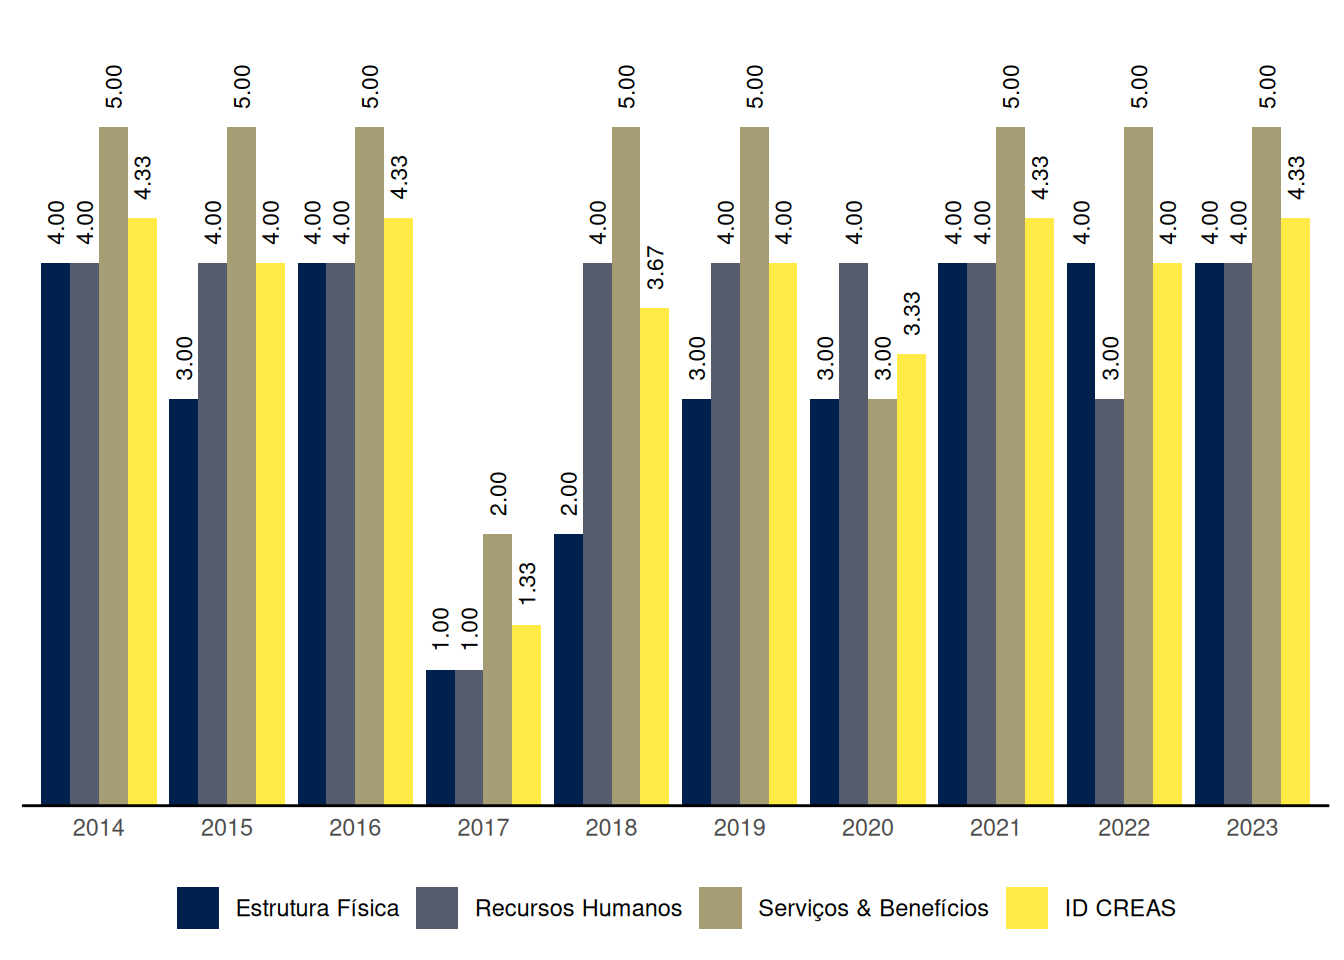 5.00 5.00 5.00 5.00 5.00 5.00 5.00 5.00
4.33 4.33 4.33 4.33
4.00 4.00 4.00 4.00 4.00 4.00 4.00 4.00 4.00 4.00 4.00 4.00 4.00 4.00 4.00 4.00
3.67
3.33
3.00 3.00 3.00 3.00 3.00
2.00 2.00
1.33
1.00 1.00
2014 2015 2016 2017 2018 2019 2020 2021 2022 2023
Estrutura Física Recursos Humanos Serviços & Benefícios ID CREAS